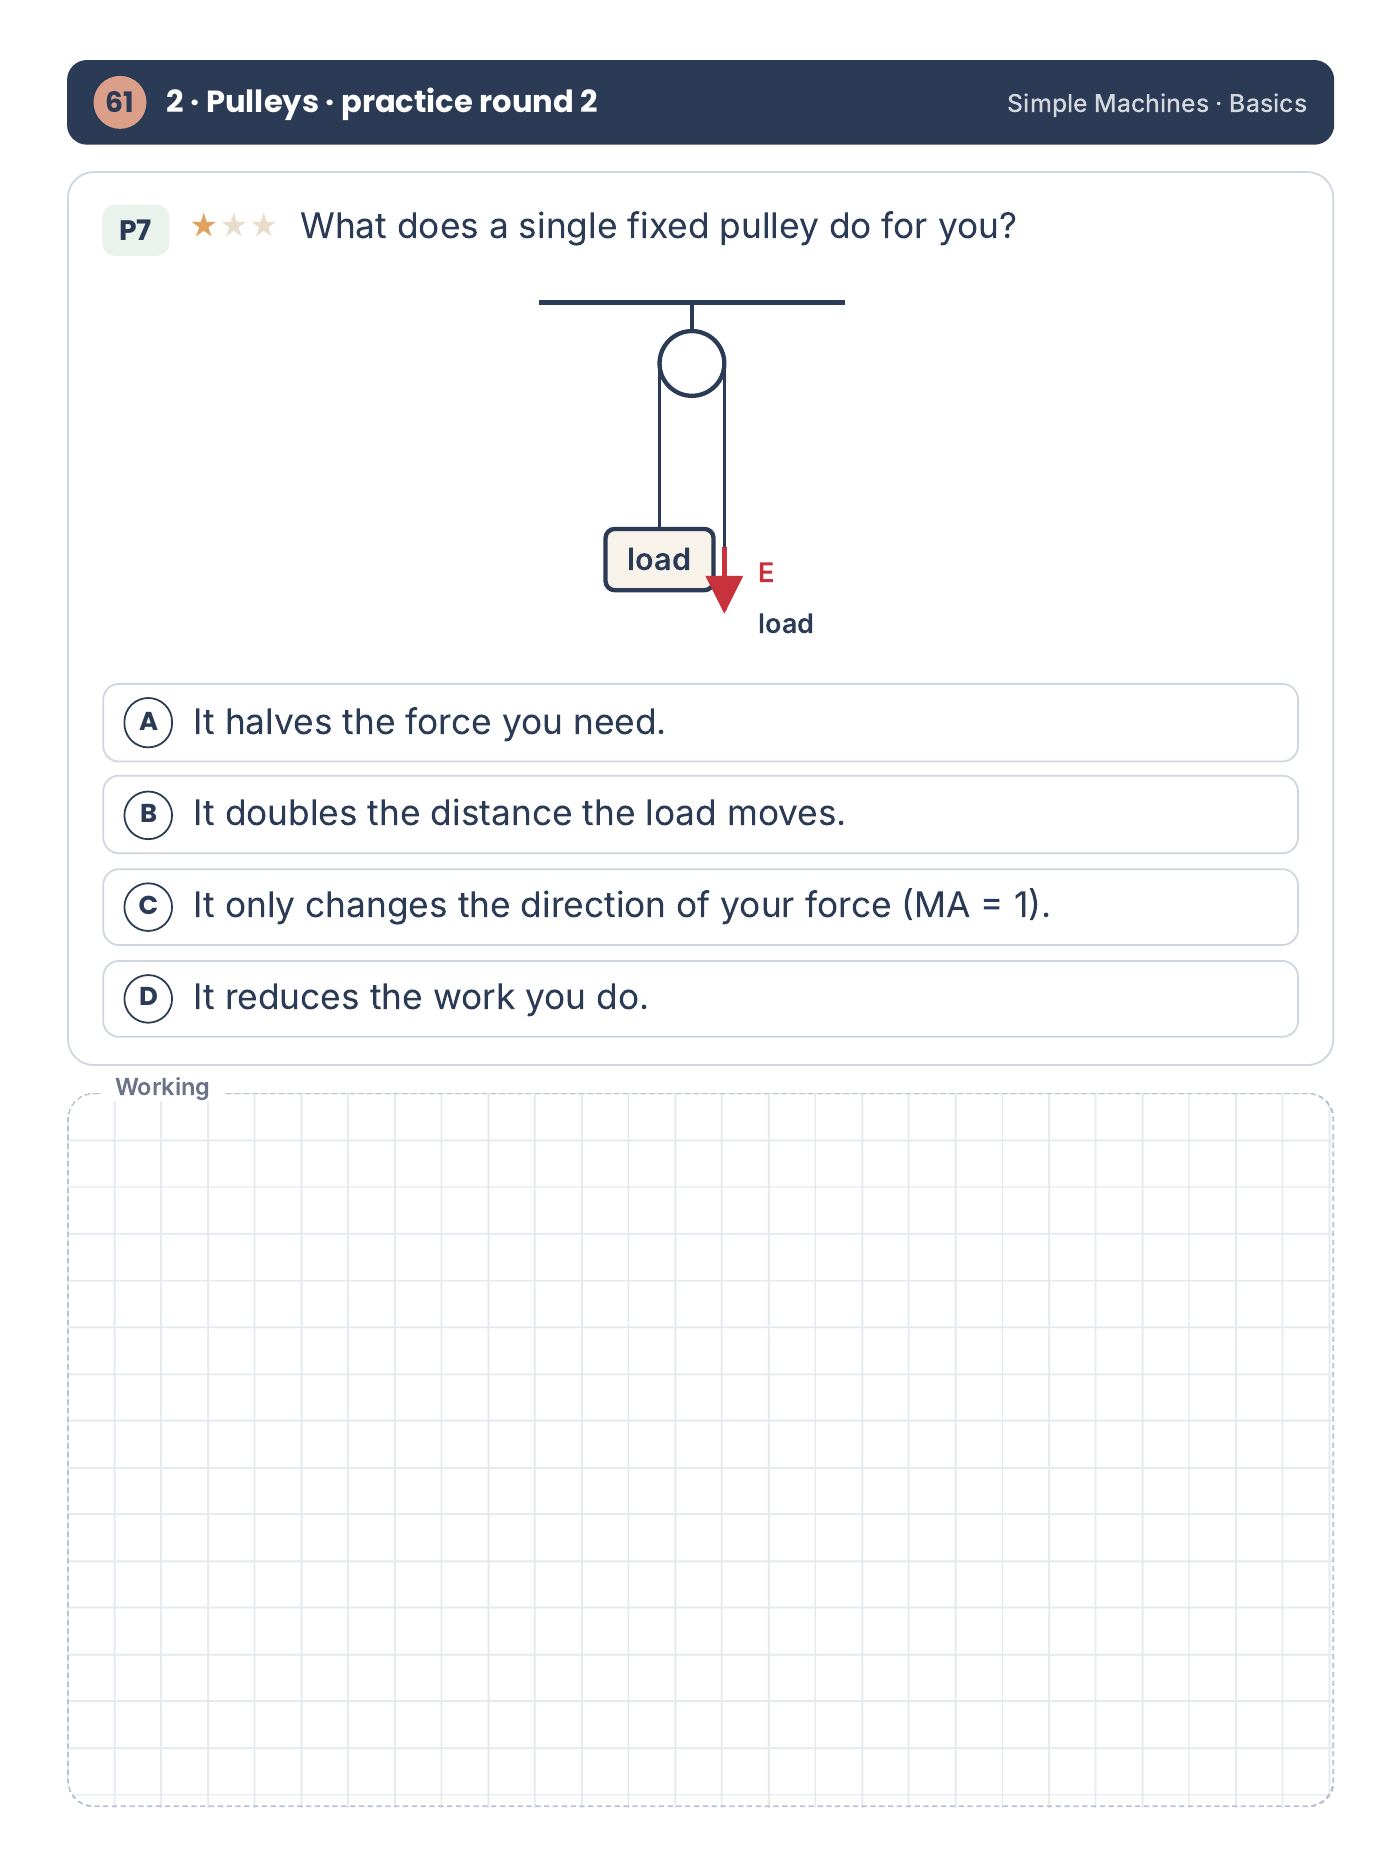 61 2 · Pulleys · practice round 2 Simple Machines · Basics
P7 ★★★ What does a single fixed pulley do for you?
load
E
load
A It halves the force you need.
B It doubles the distance the load moves.
C It only changes the direction of your force (MA = 1).
D It reduces the work you do.
Working